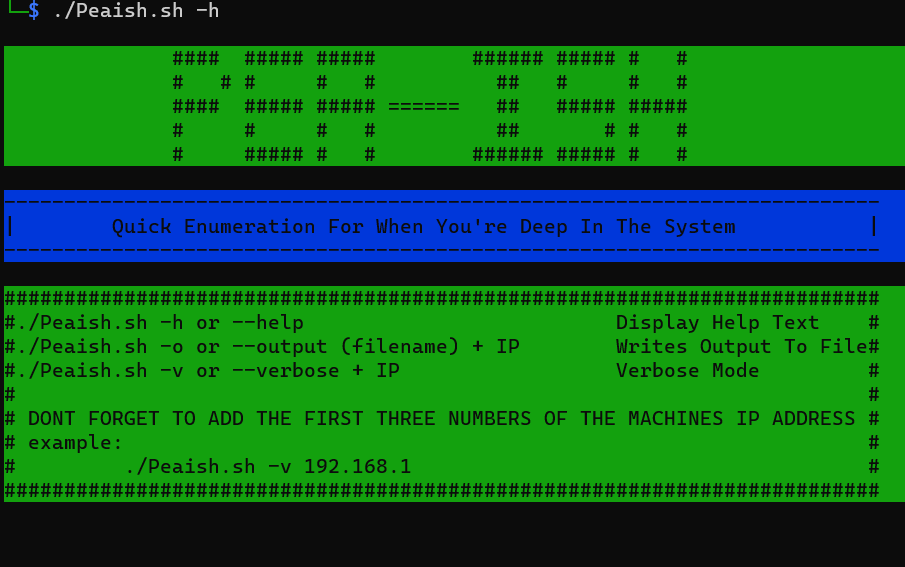 └─$ ./Peaish.sh -h
####  ##### #####        ###### ##### #   #
#   # #     #   #          ##   #     #   #
####  ##### ##### ======   ##   ##### #####
#     #     #   #          ##       # #   #
#     ##### #   #        ###### ##### #   #
-------------------------------------------------------------------------
|        Quick Enumeration For When You're Deep In The System           |
-------------------------------------------------------------------------
#########################################################################
#./Peaish.sh -h or --help                          Display Help Text    #
#./Peaish.sh -o or --output (filename) + IP        Writes Output To File#
#./Peaish.sh -v or --verbose + IP                  Verbose Mode         #
#                                                                       #
# DONT FORGET TO ADD THE FIRST THREE NUMBERS OF THE MACHINES IP ADDRESS #
# example:                                                              #
#         ./Peaish.sh -v 192.168.1                                      #
#########################################################################